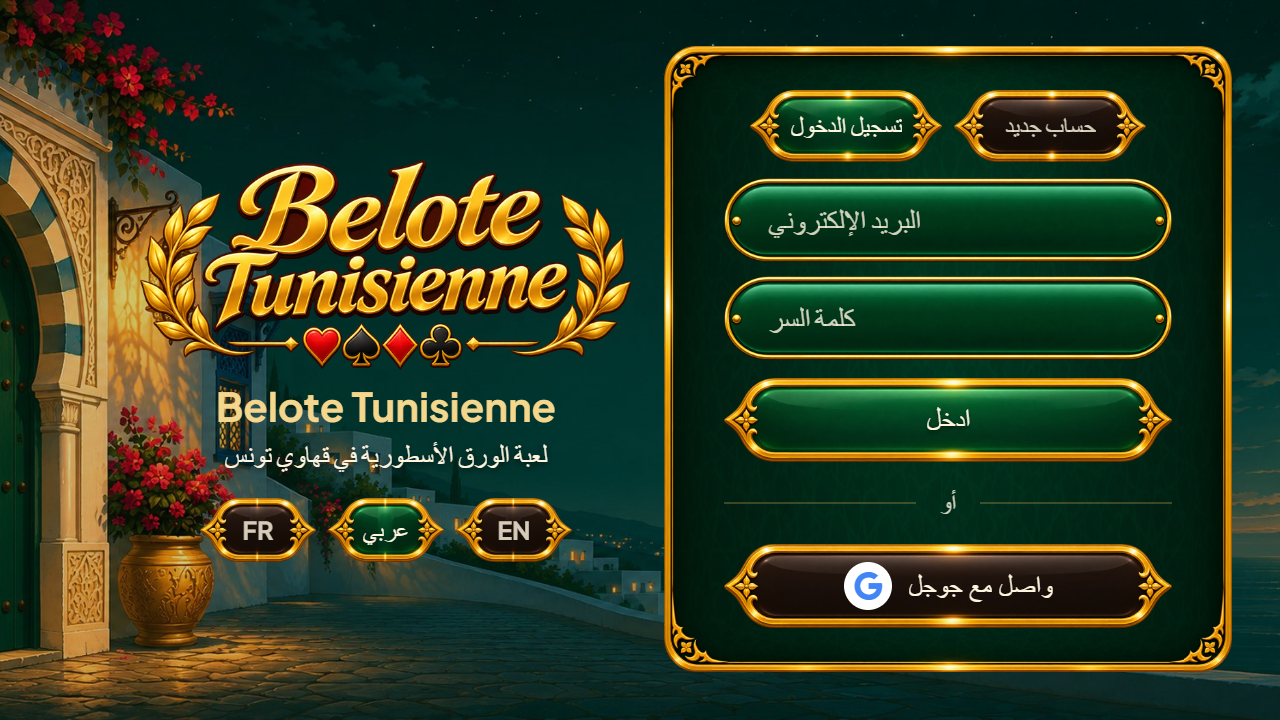 Belote
Tunisienne
Belote Tunisienne
لعبة الورق الأسطورية في قهاوي تونس
FR
عربي
EN
تسجيل الدخول
حساب جديد
البريد الإلكتروني
كلمة السر
ادخل
أو
واصل مع جوجل